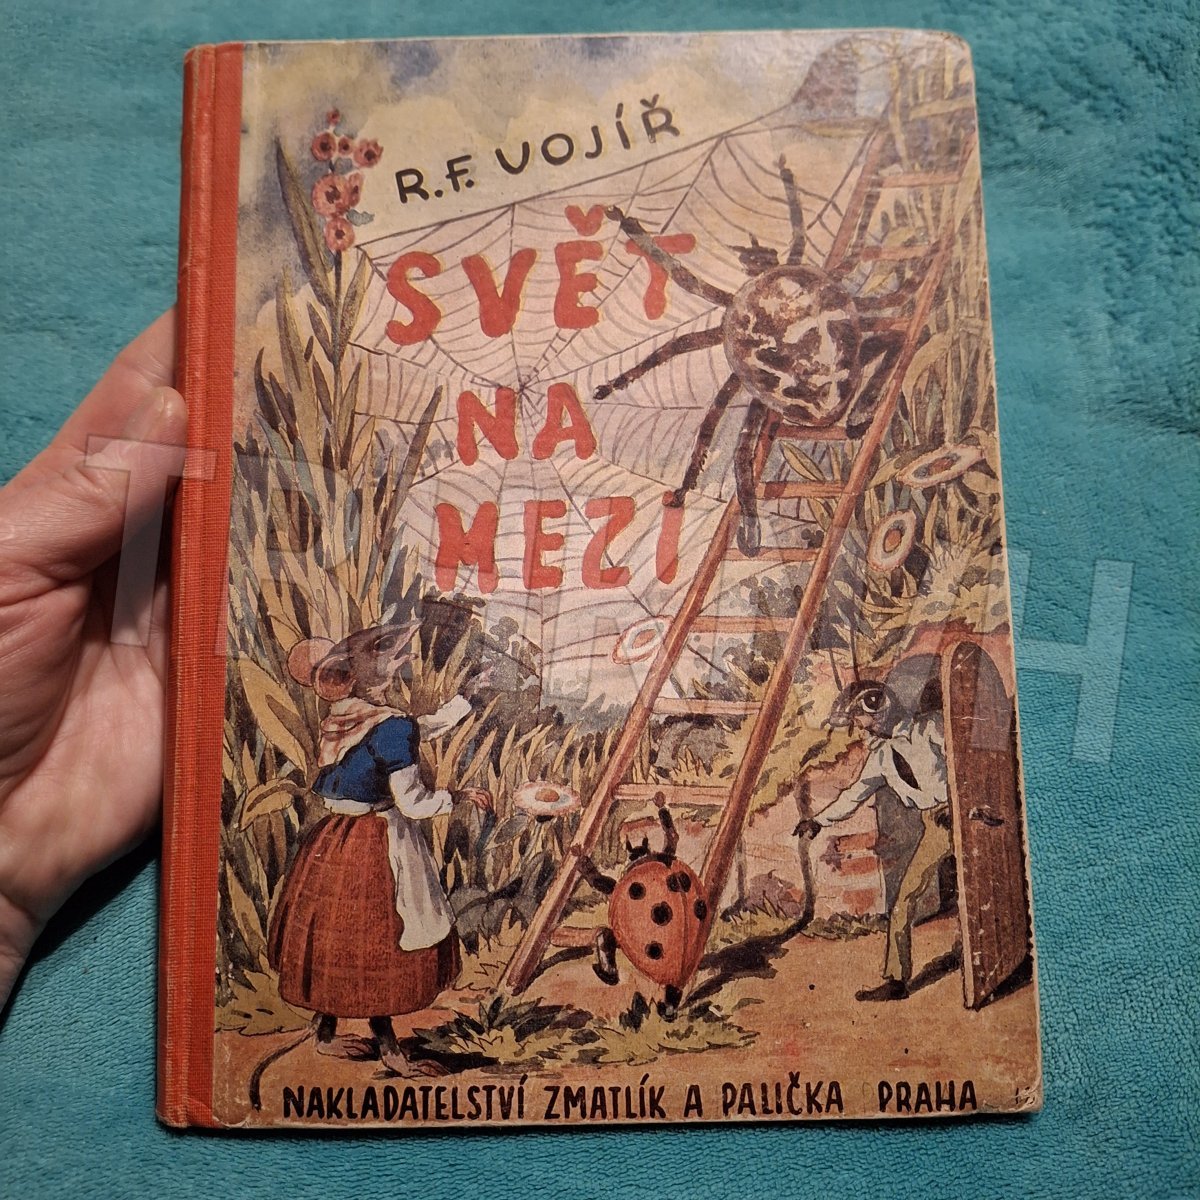 R.F. VOJÍŘ
SVĚT
NA
MEZI
NAKLADATELSTVÍ ZMATLÍK A PALIČKA PRAHA